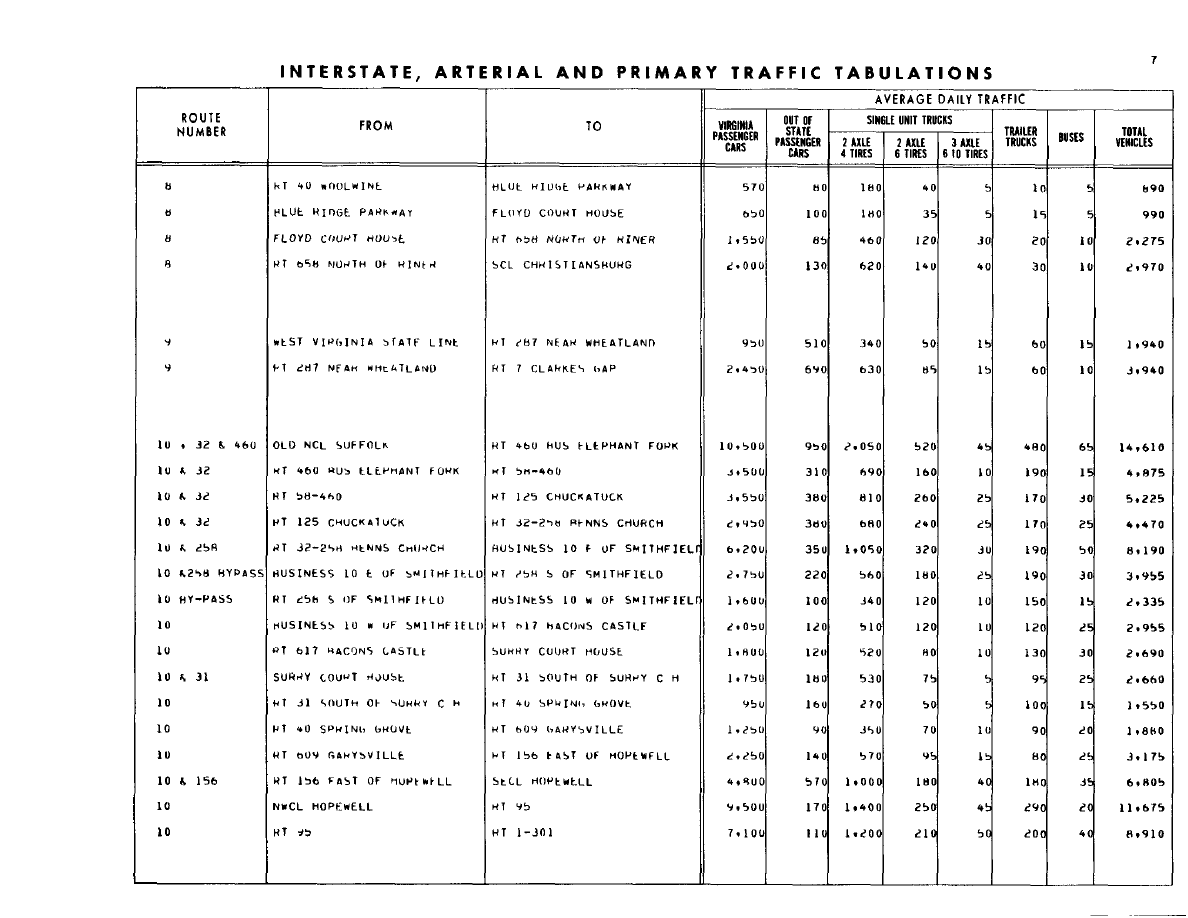 7
INTERSTATE, ARTERIAL AND PRIMARY TRAFFIC TABULATIONS
AVERAGE DAILY TRAFFIC
ROUTE NUMBER FROM TO VIRGINIA PASSENGER CARS OUT OF STATE PASSENGER CARS SINGLE UNIT TRUCKS 2 AXLE 4 TIRES 2 AXLE 6 TIRES 3 AXLE 6 10 TIRES TRAILER TRUCKS BUSES TOTAL VEHICLES
8 RT 40 WOOLWINE BLUE RIDGE PARKWAY 570 80 180 40 5 10 5 890
8 BLUE RIDGE PARKWAY FLOYD COURT HOUSE 650 100 180 35 5 15 5 990
8 FLOYD COURT HOUSE RT 658 NORTH OF RINER 1,550 85 460 120 30 20 10 2,275
8 RT 658 NORTH OF RINER SCL CHRISTIANSBURG 2,000 130 620 140 40 30 10 2,970
9 WEST VIRGINIA STATE LINE RT 287 NEAR WHEATLAND 950 510 340 50 15 60 15 1,940
9 RT 287 NEAR WHEATLAND RT 7 CLARKES GAP 2,450 690 630 85 15 60 10 3,940
10 , 32 & 460 OLD NCL SUFFOLK RT 460 BUS ELEPHANT FORK 10,500 950 2,050 520 45 480 65 14,610
10 & 32 RT 460 BUS ELEPHANT FORK RT 58-460 3,500 310 690 160 10 190 15 4,875
10 & 32 RT 58-460 RT 125 CHUCKATUCK 3,550 380 810 260 25 170 30 5,225
10 & 32 RT 125 CHUCKATUCK RT 32-258 BENNS CHURCH 2,950 380 680 240 25 170 25 4,470
10 & 258 RT 32-258 BENNS CHURCH BUSINESS 10 E OF SMITHFIELD 6,200 350 1,050 320 30 190 50 8,190
10 &258 BYPASS BUSINESS 10 E OF SMITHFIELD RT 258 S OF SMITHFIELD 2,750 220 560 180 25 190 30 3,955
10 BY-PASS RT 258 S OF SMITHFIELD BUSINESS 10 W OF SMITHFIELD 1,600 100 340 120 10 150 15 2,335
10 BUSINESS 10 W OF SMITHFIELD RT 617 BACONS CASTLE 2,050 120 510 120 10 120 25 2,955
10 RT 617 BACONS CASTLE SURRY COURT HOUSE 1,800 120 520 80 10 130 30 2,690
10 & 31 SURRY COURT HOUSE RT 31 SOUTH OF SURRY C H 1,750 180 530 75 5 95 25 2,660
10 RT 31 SOUTH OF SURRY C H RT 40 SPRING GROVE 950 160 270 50 5 100 15 1,550
10 RT 40 SPRING GROVE RT 609 GARYSVILLE 1,250 90 350 70 10 90 20 1,880
10 RT 609 GARYSVILLE RT 156 EAST OF HOPEWELL 2,250 140 570 95 15 80 25 3,175
10 & 156 RT 156 EAST OF HOPEWELL SECL HOPEWELL 4,800 570 1,000 180 40 180 35 6,805
10 NWCL HOPEWELL RT 95 9,500 170 1,400 250 45 290 20 11,675
10 RT 95 RT 1-301 7,100 110 1,200 210 50 200 40 8,910